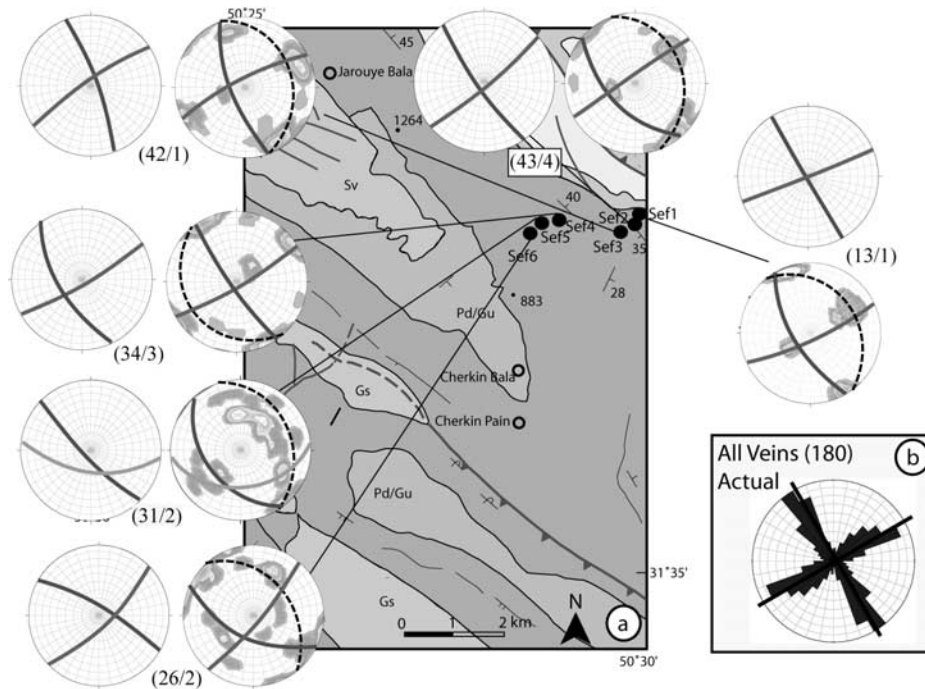 50˚25'
45
Jarouye Bala
1264
(42/1)
(43/4)
Sv
40
Sef1
Sef2
Sef4
Sef5
Sef3
Sef6
35
(13/1)
28
883
(34/3)
Pd/Gu
Cherkin Bala
Gs
Cherkin Pain
(31/2)
Pd/Gu
31˚35'
Gs
N
a
0 1 2 km
50˚30'
(26/2)
All Veins (180)
Actual
b